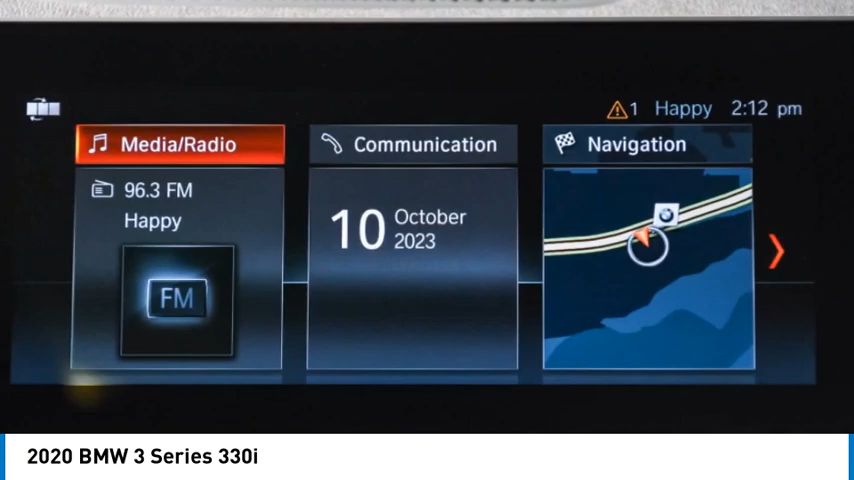 1 Happy 2:12 pm
Media/Radio
Communication
Navigation
96.3 FM
Happy
FM
10
October
2023
2020 BMW 3 Series 330i